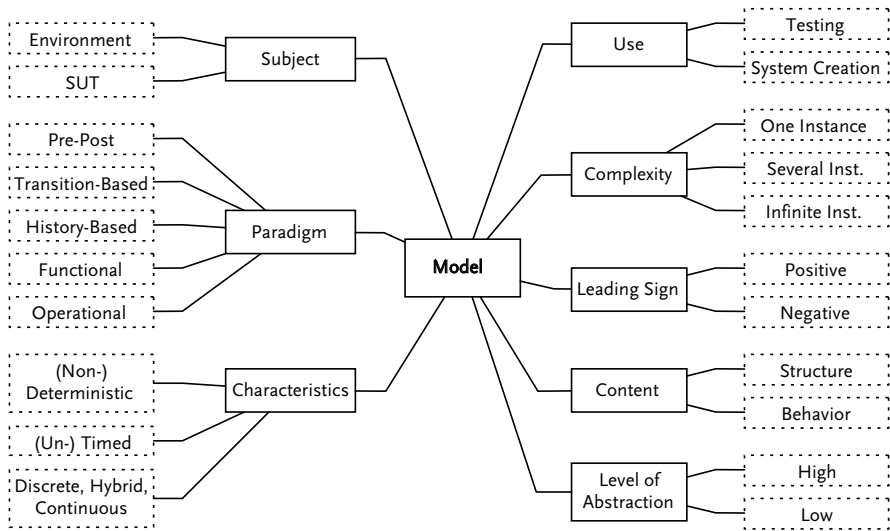 Environment
SUT
Subject
Pre-Post
Transition-Based
History-Based
Functional
Operational
Paradigm
(Non-)
Deterministic
(Un-) Timed
Discrete, Hybrid,
Continuous
Characteristics
Model
Use
Testing
System Creation
Complexity
One Instance
Several Inst.
Infinite Inst.
Leading Sign
Positive
Negative
Content
Structure
Behavior
Level of
Abstraction
High
Low